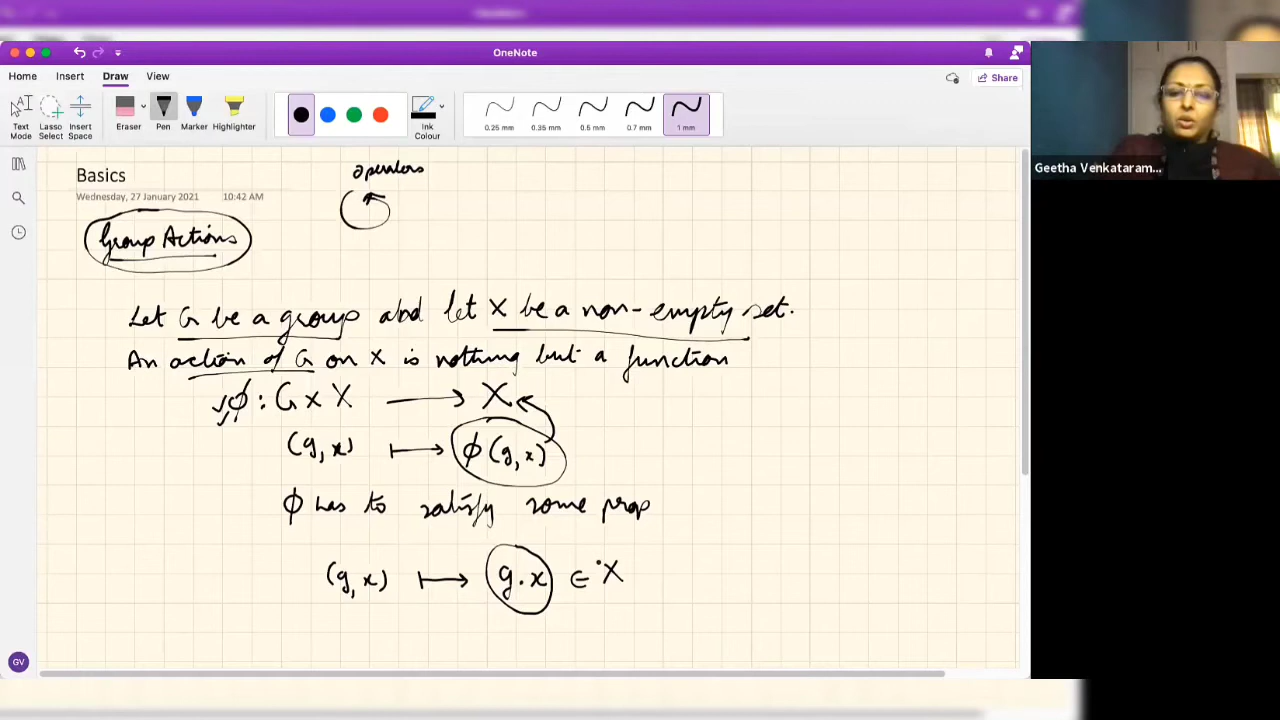 OneNote
Home Insert Draw View
Share
Text Mode
Lasso Select
Insert Space
Eraser
Pen
Marker
Highlighter
Ink Colour
0.25 mm
0.35 mm
0.5 mm
0.7 mm
1 mm
Geetha Venkataram...
Basics
Wednesday, 27 January 2021 10:42 AM
operators
Group Actions
Let G be a group abd let X be a non-empty set.
An action of G on X is nothing but a function
ϕ : G x X ⟶ X
(g, x) ⟼ ϕ(g, x)
ϕ has to satisfy some prop
(g, x) ⟼ g.x ∈ X
GV